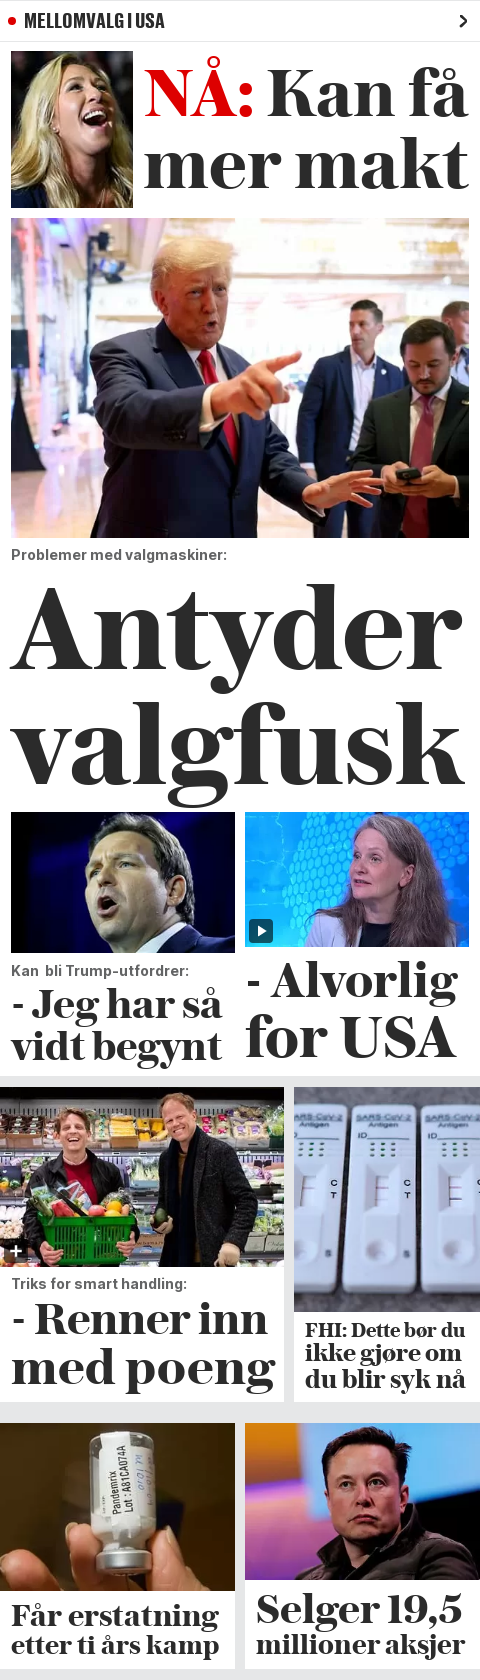 MELLOMVALG I USA
NÅ: Kan få
mer makt
Problemer med valgmaskiner:
Antyder
valgfusk
Kan bli Trump-utfordrer:
- Jeg har så
vidt begynt
- Alvorlig
for USA
Triks for smart handling:
- Renner inn
med poeng
SARS-CoV-2
Antigen
ID
C
T
S
FHI: Dette bør du
ikke gjøre om
du blir syk nå
Pandemrix
Lot : A81CA074A
Får erstatning
etter ti års kamp
Selger 19,5
millioner aksjer